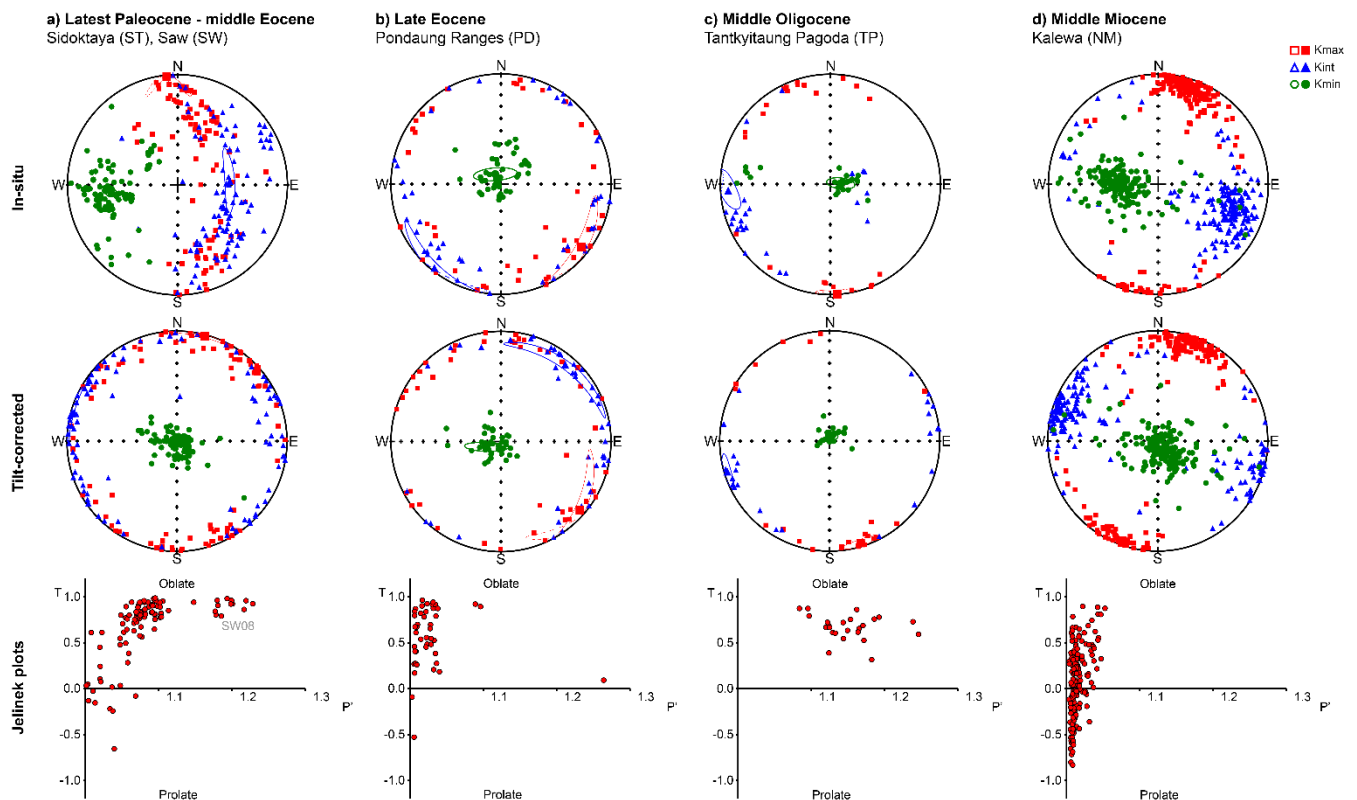 a) Latest Paleocene - middle Eocene
Sidoktaya (ST), Saw (SW)
b) Late Eocene
Pondaung Ranges (PD)
c) Middle Oligocene
Tantkyitaung Pagoda (TP)
d) Middle Miocene
Kalewa (NM)
Kmax
Kint
Kmin
In-situ
N
W
E
S
N
W
E
S
N
W
E
S
N
W
E
S
Tilt-corrected
N
W
E
S
N
W
E
S
N
W
E
S
N
W
E
S
Jelinek plots
T
Oblate
1.0
0.5
0.0
-0.5
-1.0
SW08
1.1
1.2
1.3
P'
Prolate
T
Oblate
1.0
0.5
0.0
-0.5
-1.0
1.1
1.2
1.3
P'
Prolate
T
Oblate
1.0
0.5
0.0
-0.5
-1.0
1.1
1.2
1.3
P'
Prolate
T
Oblate
1.0
0.5
0.0
-0.5
-1.0
1.1
1.2
1.3
P'
Prolate